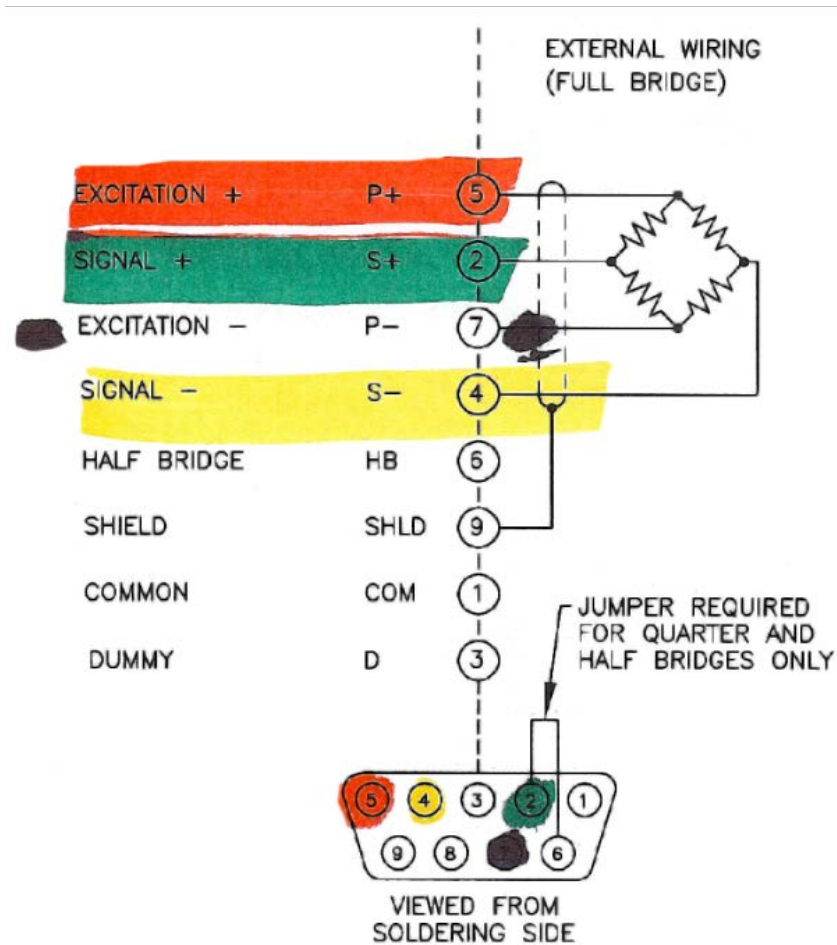 EXTERNAL WIRING
(FULL BRIDGE)
EXCITATION + P+ 5
SIGNAL + S+ 2
EXCITATION - P- 7
SIGNAL - S- 4
HALF BRIDGE HB 6
SHIELD SHLD 9
COMMON COM 1
DUMMY D 3
JUMPER REQUIRED
FOR QUARTER AND
HALF BRIDGES ONLY
5 4 3 2 1
9 8 7 6
VIEWED FROM
SOLDERING SIDE